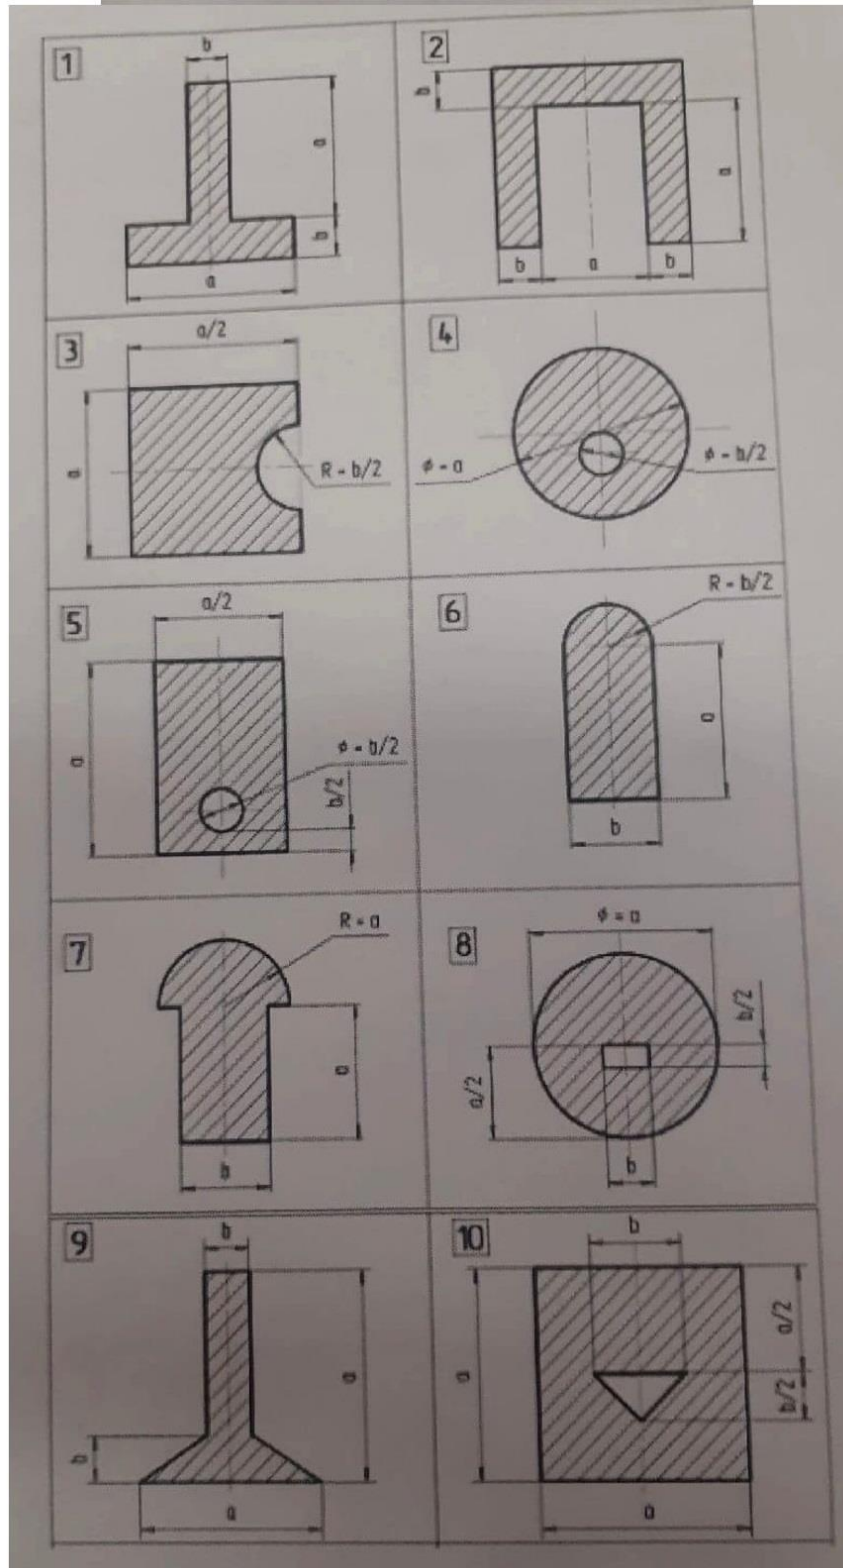 1
b
a
b
a
2
b
a
b
a
b
3
a/2
a
R = b/2
4
ϕ = a
ϕ = b/2
5
a/2
a
ϕ = b/2
b/2
6
R = b/2
a
b
7
R = a
a
b
8
ϕ = a
b/2
a/2
b
9
b
a
b
a
10
b
a
a/2
b/2
a